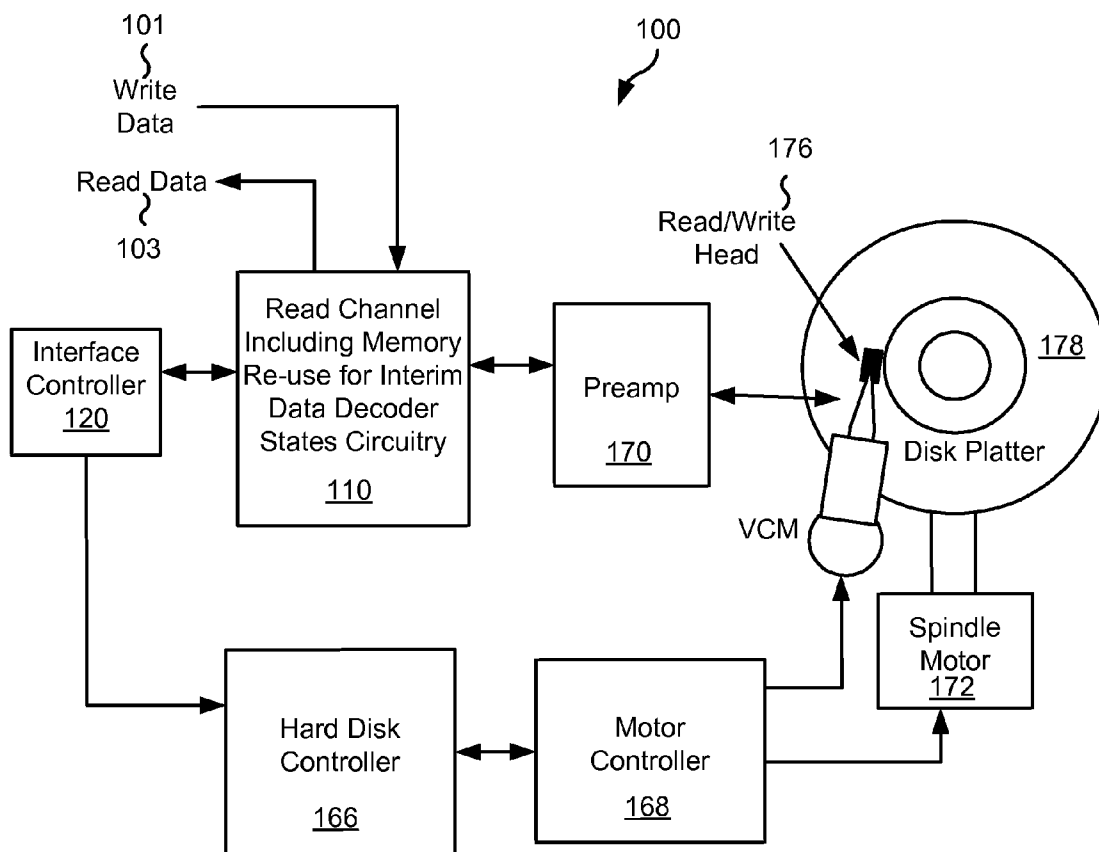 101
Write
Data
100
Read Data
103
176
Read/Write
Head
Read Channel
Including Memory
Re-use for Interim
Data Decoder
States Circuitry
110
Interface
Controller
120
Preamp
170
178
Disk Platter
VCM
Spindle
Motor
172
Hard Disk
Controller
166
Motor
Controller
168